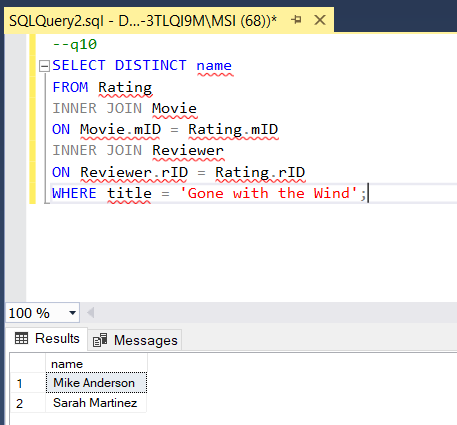 SQLQuery2.sql - D...-3TLQI9M\MSI (68))*
--q10
SELECT DISTINCT name
FROM Rating
INNER JOIN Movie
ON Movie.mID = Rating.mID
INNER JOIN Reviewer
ON Reviewer.rID = Rating.rID
WHERE title = 'Gone with the Wind';
100 %
Results Messages
name
1 Mike Anderson
2 Sarah Martinez